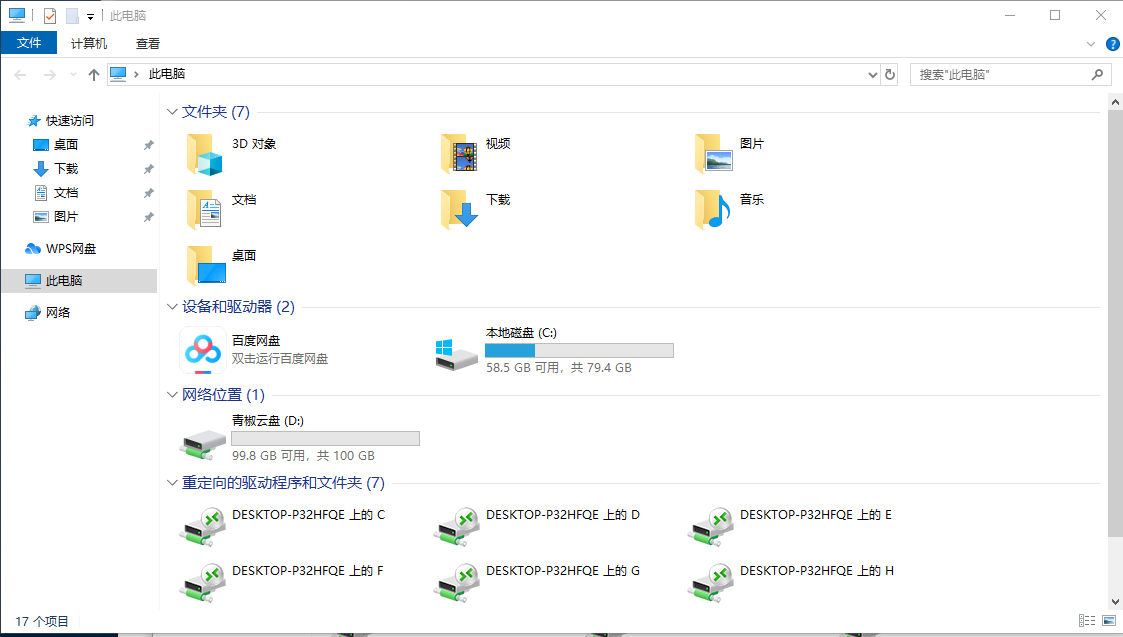 此电脑
文件 计算机 查看
此电脑 搜索"此电脑"
快速访问
桌面
下载
文档
图片
WPS网盘
此电脑
网络
文件夹 (7)
3D 对象 视频 图片
文档 下载 音乐
桌面
设备和驱动器 (2)
百度网盘
双击运行百度网盘
本地磁盘 (C:)
58.5 GB 可用，共 79.4 GB
网络位置 (1)
青椒云盘 (D:)
99.8 GB 可用，共 100 GB
重定向的驱动程序和文件夹 (7)
DESKTOP-P32HFQE 上的 C DESKTOP-P32HFQE 上的 D DESKTOP-P32HFQE 上的 E
DESKTOP-P32HFQE 上的 F DESKTOP-P32HFQE 上的 G DESKTOP-P32HFQE 上的 H
17 个项目